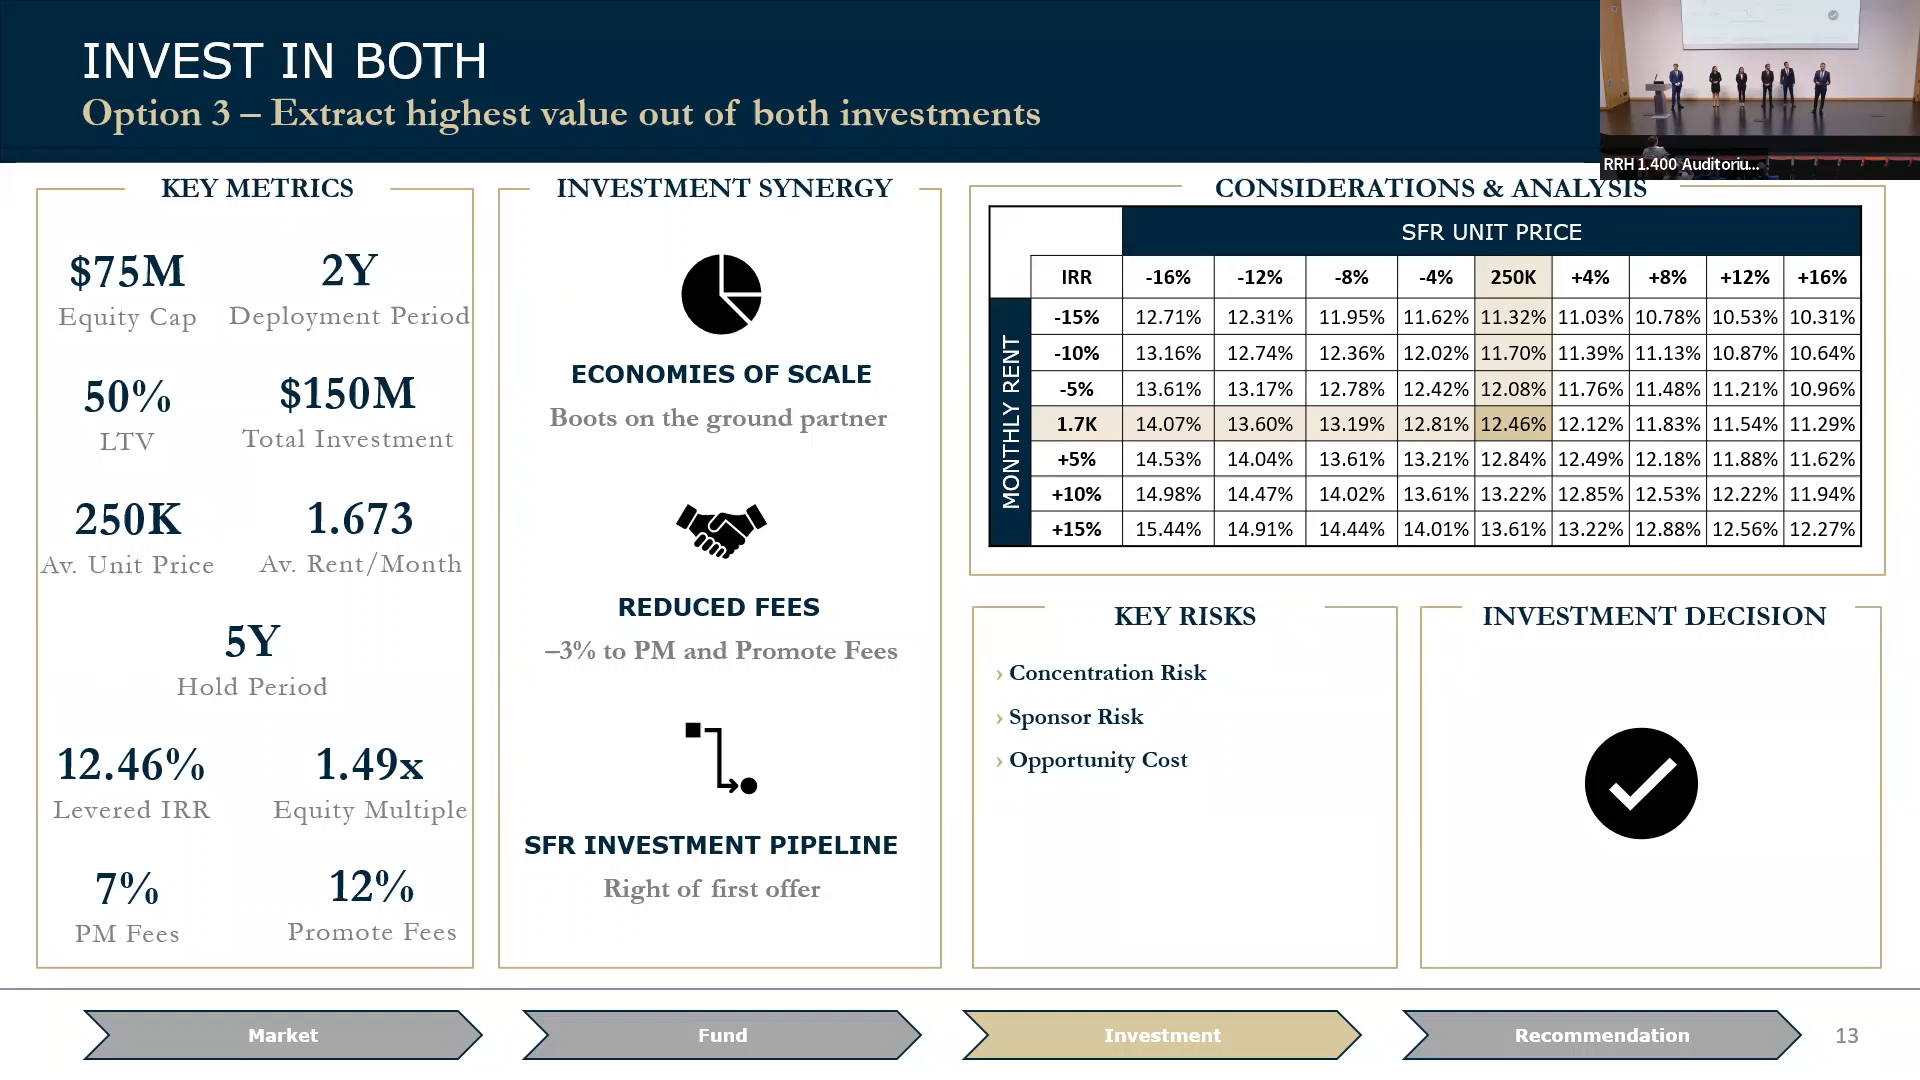 INVEST IN BOTH
Option 3 – Extract highest value out of both investments
RRH 1.400 Auditoriu...
KEY METRICS
$75M
Equity Cap
2Y
Deployment Period
50%
LTV
$150M
Total Investment
250K
Av. Unit Price
1.673
Av. Rent/Month
5Y
Hold Period
12.46%
Levered IRR
1.49x
Equity Multiple
7%
PM Fees
12%
Promote Fees
INVESTMENT SYNERGY
ECONOMIES OF SCALE
Boots on the ground partner
REDUCED FEES
–3% to PM and Promote Fees
SFR INVESTMENT PIPELINE
Right of first offer
CONSIDERATIONS & ANALYSIS
SFR UNIT PRICE
MONTHLY RENT
IRR -16% -12% -8% -4% 250K +4% +8% +12% +16%
-15% 12.71% 12.31% 11.95% 11.62% 11.32% 11.03% 10.78% 10.53% 10.31%
-10% 13.16% 12.74% 12.36% 12.02% 11.70% 11.39% 11.13% 10.87% 10.64%
-5% 13.61% 13.17% 12.78% 12.42% 12.08% 11.76% 11.48% 11.21% 10.96%
1.7K 14.07% 13.60% 13.19% 12.81% 12.46% 12.12% 11.83% 11.54% 11.29%
+5% 14.53% 14.04% 13.61% 13.21% 12.84% 12.49% 12.18% 11.88% 11.62%
+10% 14.98% 14.47% 14.02% 13.61% 13.22% 12.85% 12.53% 12.22% 11.94%
+15% 15.44% 14.91% 14.44% 14.01% 13.61% 13.22% 12.88% 12.56% 12.27%
KEY RISKS
› Concentration Risk
› Sponsor Risk
› Opportunity Cost
INVESTMENT DECISION
Market
Fund
Investment
Recommendation
13